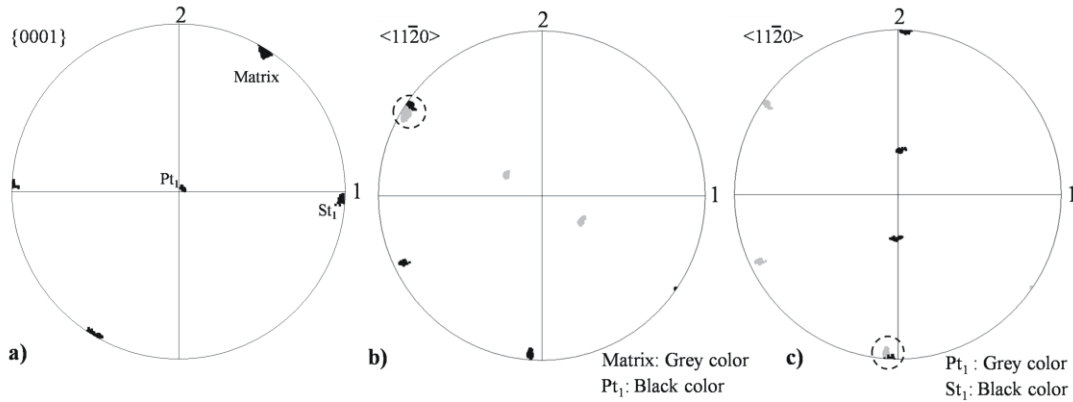 {0001}
2
Matrix
Pt₁
1
St₁
a)
<112̅0>
2
1
b)
Matrix: Grey color
Pt₁: Black color
<112̅0>
2
1
c)
Pt₁ : Grey color
St₁: Black color